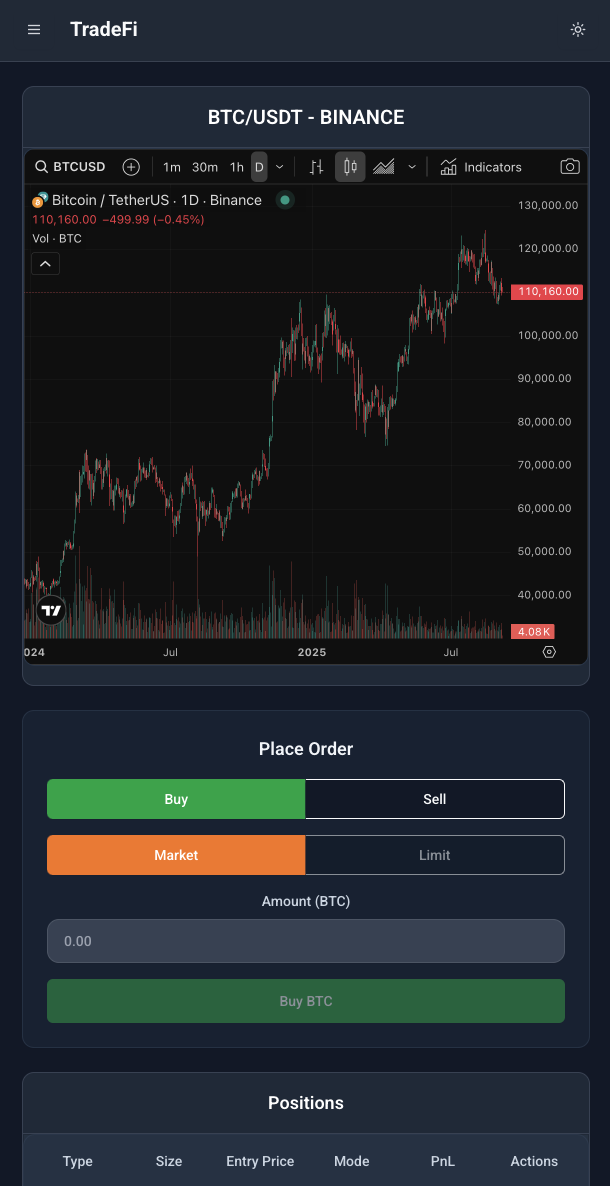 TradeFi
BTC/USDT - BINANCE
BTCUSD 1m 30m 1h D Indicators
Bitcoin / TetherUS · 1D · Binance
110,160.00 −499.99 (−0.45%)
Vol · BTC
130,000.00
120,000.00
110,160.00
100,000.00
90,000.00
80,000.00
70,000.00
60,000.00
50,000.00
40,000.00
4.08K
024 Jul 2025 Jul
Place Order
Buy Sell
Market Limit
Amount (BTC)
0.00
Buy BTC
Positions
Type Size Entry Price Mode PnL Actions